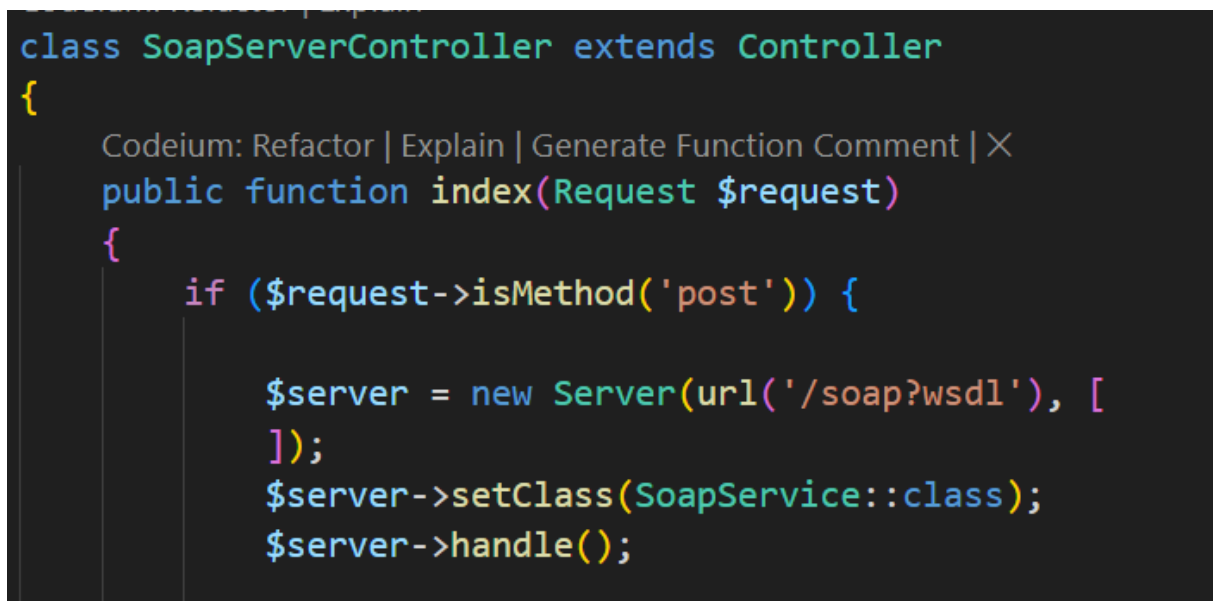 class SoapServerController extends Controller
{
Codeium: Refactor | Explain | Generate Function Comment | ×
public function index(Request $request)
{
if ($request->isMethod('post')) {
$server = new Server(url('/soap?wsdl'), [
]);
$server->setClass(SoapService::class);
$server->handle();